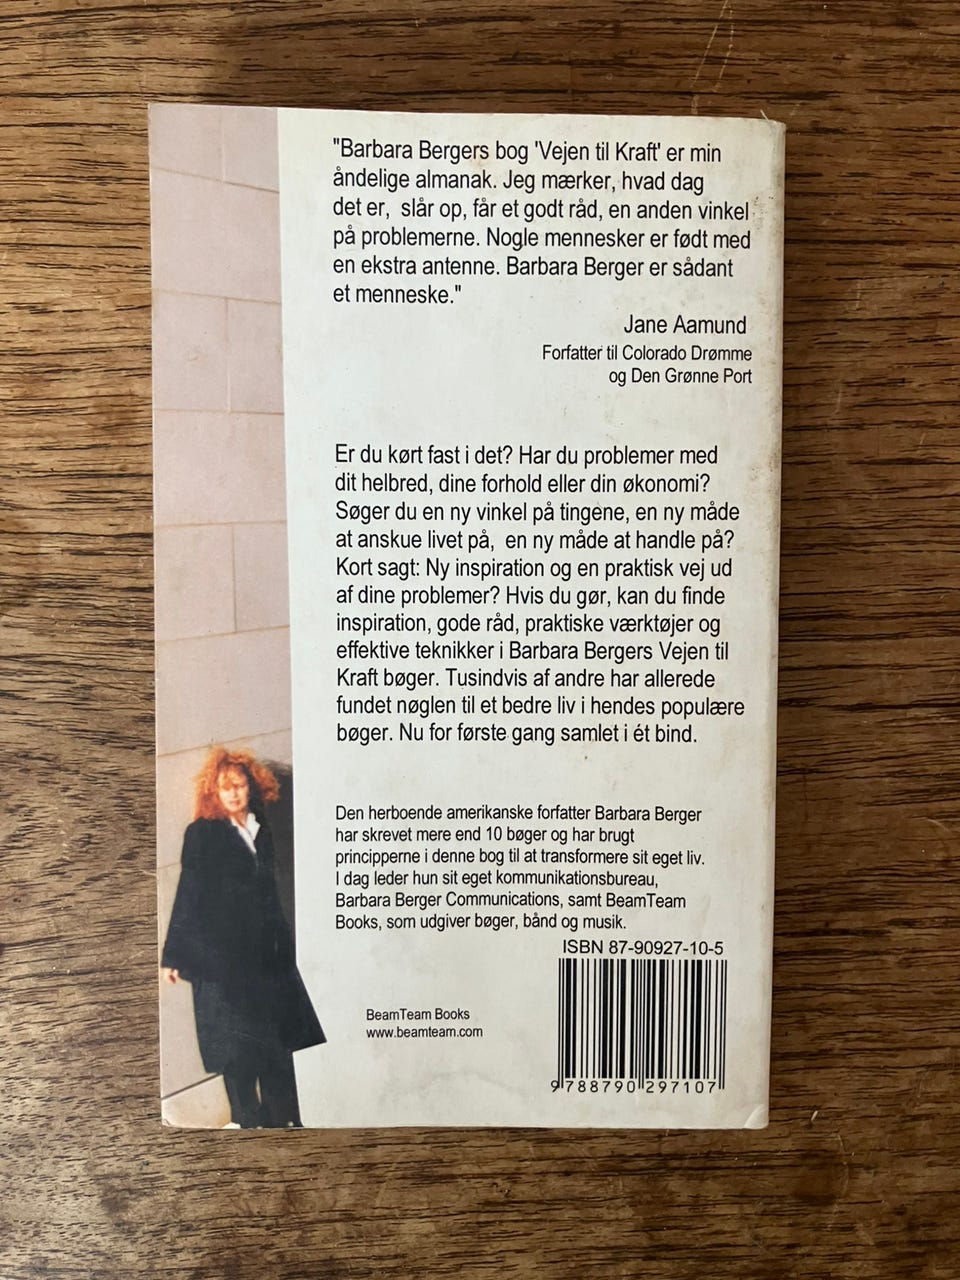 "Barbara Bergers bog 'Vejen til Kraft' er min
åndelige almanak. Jeg mærker, hvad dag
det er, slår op, får et godt råd, en anden vinkel
på problemerne. Nogle mennesker er født med
en ekstra antenne. Barbara Berger er sådant
et menneske."
Jane Aamund
Forfatter til Colorado Drømme
og Den Grønne Port
Er du kørt fast i det? Har du problemer med
dit helbred, dine forhold eller din økonomi?
Søger du en ny vinkel på tingene, en ny måde
at anskue livet på, en ny måde at handle på?
Kort sagt: Ny inspiration og en praktisk vej ud
af dine problemer? Hvis du gør, kan du finde
inspiration, gode råd, praktiske værktøjer og
effektive teknikker i Barbara Bergers Vejen til
Kraft bøger. Tusindvis af andre har allerede
fundet nøglen til et bedre liv i hendes populære
bøger. Nu for første gang samlet i ét bind.
Den herboende amerikanske forfatter Barbara Berger
har skrevet mere end 10 bøger og har brugt
principperne i denne bog til at transformere sit eget liv.
I dag leder hun sit eget kommunikationsbureau,
Barbara Berger Communications, samt BeamTeam
Books, som udgiver bøger, bånd og musik.
ISBN 87-90927-10-5
BeamTeam Books
www.beamteam.com
9 788790 297107